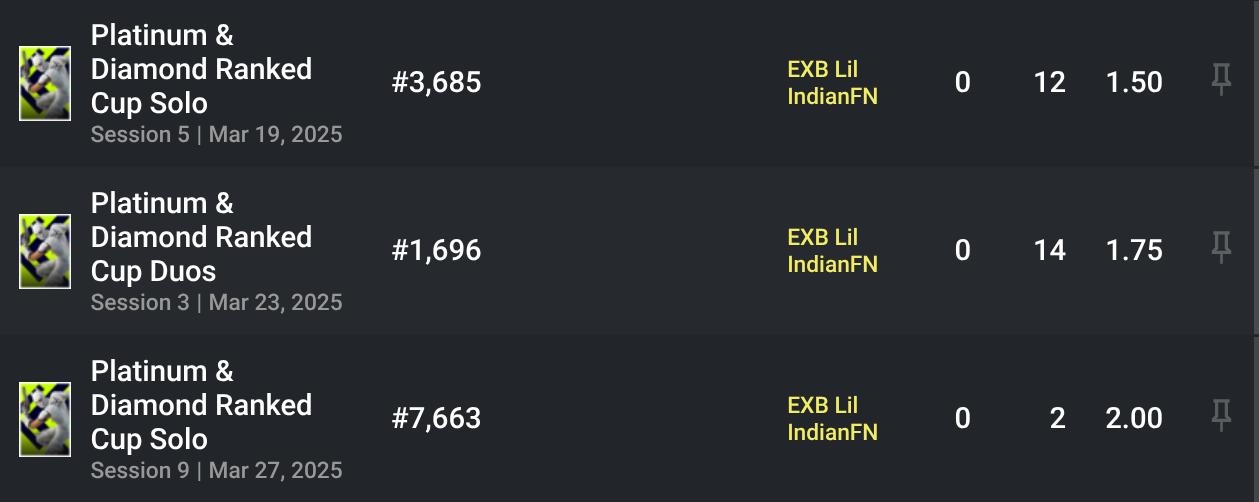 Platinum &
Diamond Ranked
Cup Solo
Session 5 | Mar 19, 2025
#3,685
EXB Lil
IndianFN
0
12
1.50
Platinum &
Diamond Ranked
Cup Duos
Session 3 | Mar 23, 2025
#1,696
EXB Lil
IndianFN
0
14
1.75
Platinum &
Diamond Ranked
Cup Solo
Session 9 | Mar 27, 2025
#7,663
EXB Lil
IndianFN
0
2
2.00